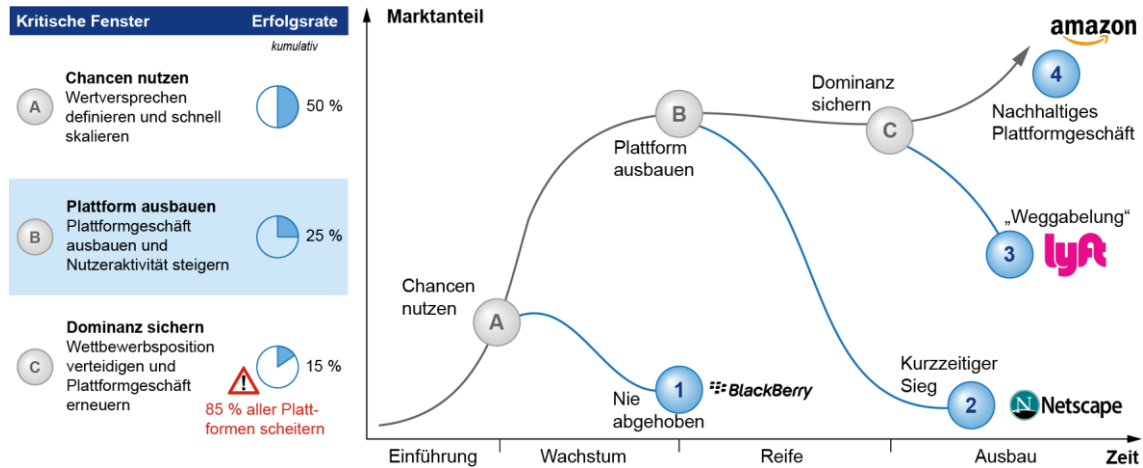 Kritische Fenster Erfolgsrate
kumulativ
A
Chancen nutzen
Wertversprechen
definieren und schnell
skalieren
50 %
B
Plattform ausbauen
Plattformgeschäft
ausbauen und
Nutzeraktivität steigern
25 %
C
Dominanz sichern
Wettbewerbsposition
verteidigen und
Plattformgeschäft
erneuern
15 %
85 % aller Platt-
formen scheitern
Marktanteil
amazon
4
Nachhaltiges
Plattformgeschäft
Dominanz
sichern
C
B
Plattform
ausbauen
„Weggabelung“
3
lyft
Chancen
nutzen
A
1
BlackBerry
Nie
abgehoben
Kurzzeitiger
Sieg
2
N
Netscape
Einführung Wachstum Reife Ausbau Zeit